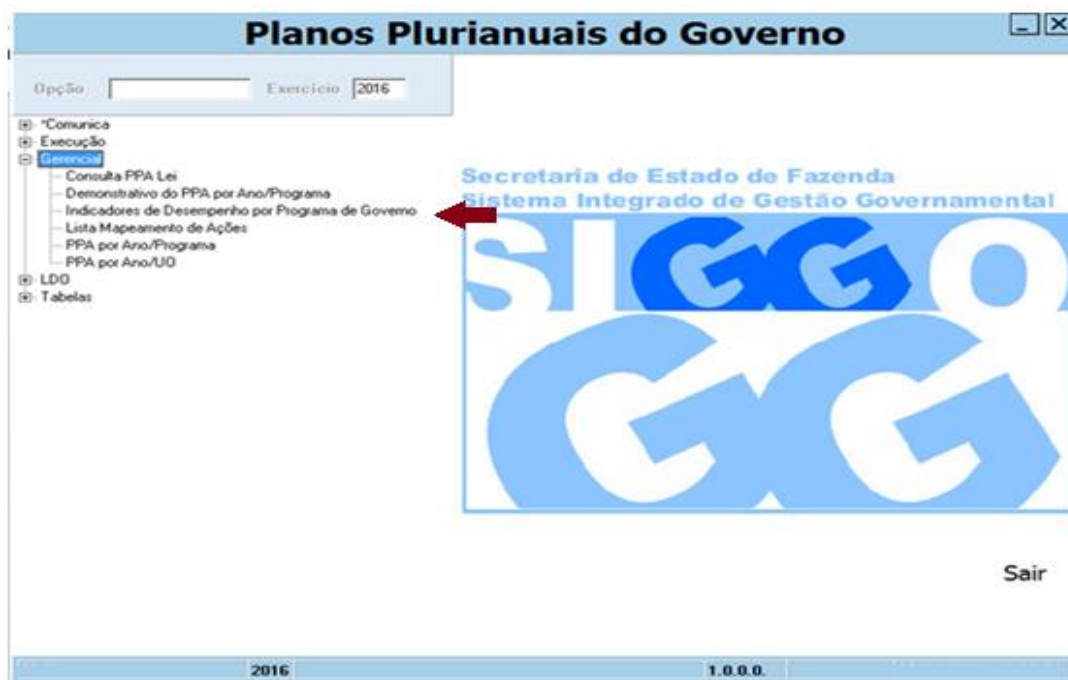 Planos Plurianuais do Governo
Opção
Exercício 2016
*Comunica
Execução
Gerencial
Consulta PPA Lei
Demonstrativo do PPA por Ano/Programa
Indicadores de Desempenho por Programa de Governo
Lista Mapeamento de Ações
PPA por Ano/Programa
PPA por Ano/UO
LDO
Tabelas
Secretaria de Estado de Fazenda
Sistema Integrado de Gestão Governamental
SIGGO
GG
Sair
2016
1.0.0.0.